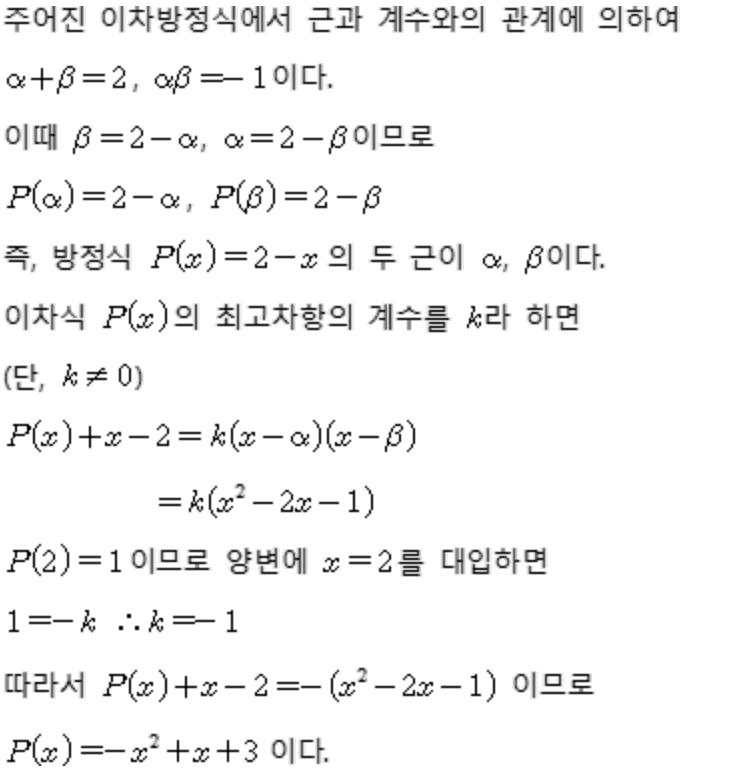 주어진 이차방정식에서 근과 계수와의 관계에 의하여
α+β=2, αβ=-1이다.
이때 β=2-α, α=2-β이므로
P(α)=2-α, P(β)=2-β
즉, 방정식 P(x)=2-x의 두 근이 α, β이다.
이차식 P(x)의 최고차항의 계수를 k라 하면
(단, k≠0)
P(x)+x-2=k(x-α)(x-β)
=k(x²-2x-1)
P(2)=1이므로 양변에 x=2를 대입하면
1=-k ∴k=-1
따라서 P(x)+x-2=-(x²-2x-1) 이므로
P(x)=-x²+x+3 이다.